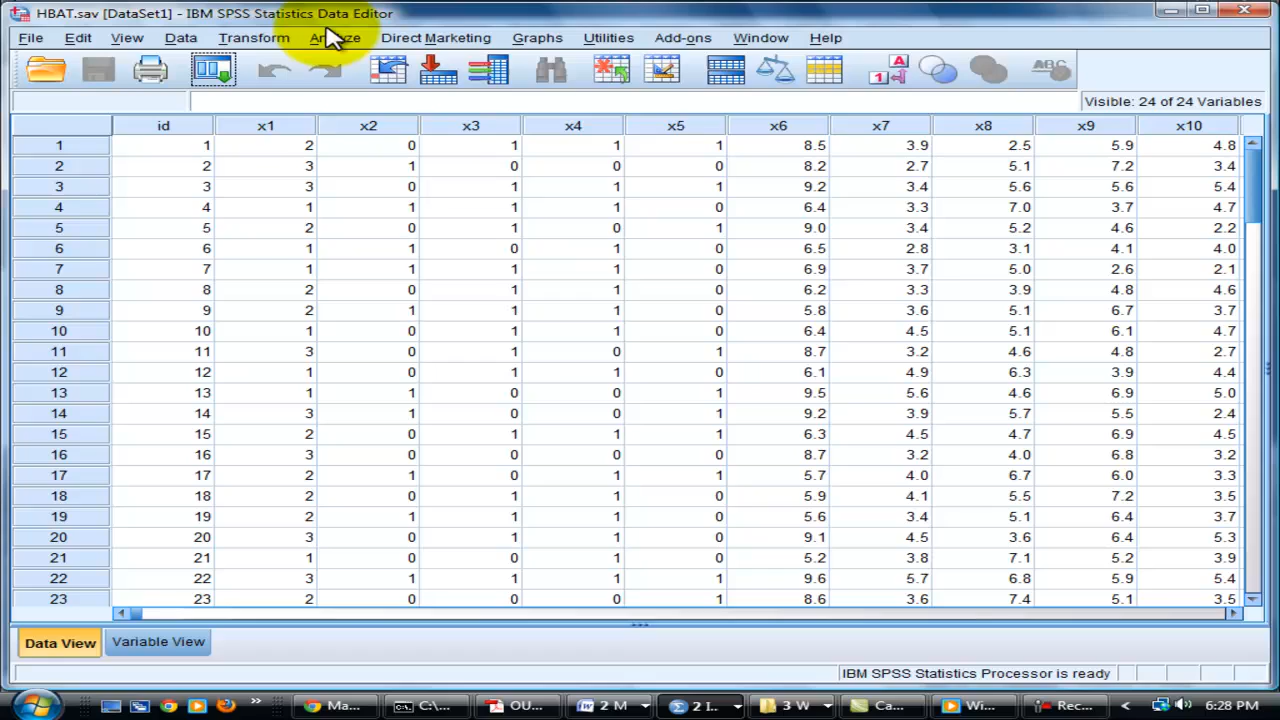 HBAT.sav [DataSet1] - IBM SPSS Statistics Data Editor
File Edit View Data Transform Analyze Direct Marketing Graphs Utilities Add-ons Window Help
Visible: 24 of 24 Variables
id x1 x2 x3 x4 x5 x6 x7 x8 x9 x10
1 1 2 0 1 1 1 8.5 3.9 2.5 5.9 4.8
2 2 3 1 0 0 0 8.2 2.7 5.1 7.2 3.4
3 3 3 0 1 1 1 9.2 3.4 5.6 5.6 5.4
4 4 1 1 1 1 0 6.4 3.3 7.0 3.7 4.7
5 5 2 0 1 0 1 9.0 3.4 5.2 4.6 2.2
6 6 1 1 0 1 0 6.5 2.8 3.1 4.1 4.0
7 7 1 1 1 1 0 6.9 3.7 5.0 2.6 2.1
8 8 2 0 1 1 0 6.2 3.3 3.9 4.8 4.6
9 9 2 1 1 1 0 5.8 3.6 5.1 6.7 3.7
10 10 1 0 1 1 0 6.4 4.5 5.1 6.1 4.7
11 11 3 0 1 0 1 8.7 3.2 4.6 4.8 2.7
12 12 1 0 1 1 0 6.1 4.9 6.3 3.9 4.4
13 13 1 1 0 0 1 9.5 5.6 4.6 6.9 5.0
14 14 3 1 0 0 1 9.2 3.9 5.7 5.5 2.4
15 15 2 0 1 1 1 6.3 4.5 4.7 6.9 4.5
16 16 3 0 0 0 1 8.7 3.2 4.0 6.8 3.2
17 17 2 1 0 1 1 5.7 4.0 6.7 6.0 3.3
18 18 2 0 1 1 0 5.9 4.1 5.5 7.2 3.5
19 19 2 1 1 1 0 5.6 3.4 5.1 6.4 3.7
20 20 3 0 1 0 1 9.1 4.5 3.6 6.4 5.3
21 21 1 0 0 1 0 5.2 3.8 7.1 5.2 3.9
22 22 3 1 1 1 1 9.6 5.7 6.8 5.9 5.4
23 23 2 0 0 0 1 8.6 3.6 7.4 5.1 3.5
Data View Variable View
IBM SPSS Statistics Processor is ready
Ma... C:\... OU... 2 M 2 I... 3 W Ca... Wi... Rec... 6:28 PM